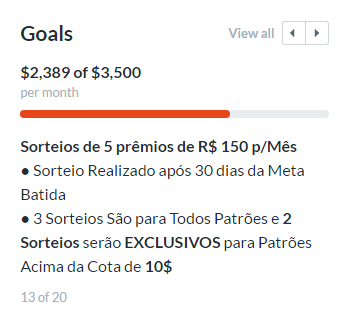 Goals
View all
$2,389 of $3,500
per month
Sorteios de 5 prêmios de R$ 150 p/Mês
● Sorteio Realizado após 30 dias da Meta
Batida
● 3 Sorteios São para Todos Patrões e 2
Sorteios serão EXCLUSIVOS para Patrões
Acima da Cota de 10$
13 of 20